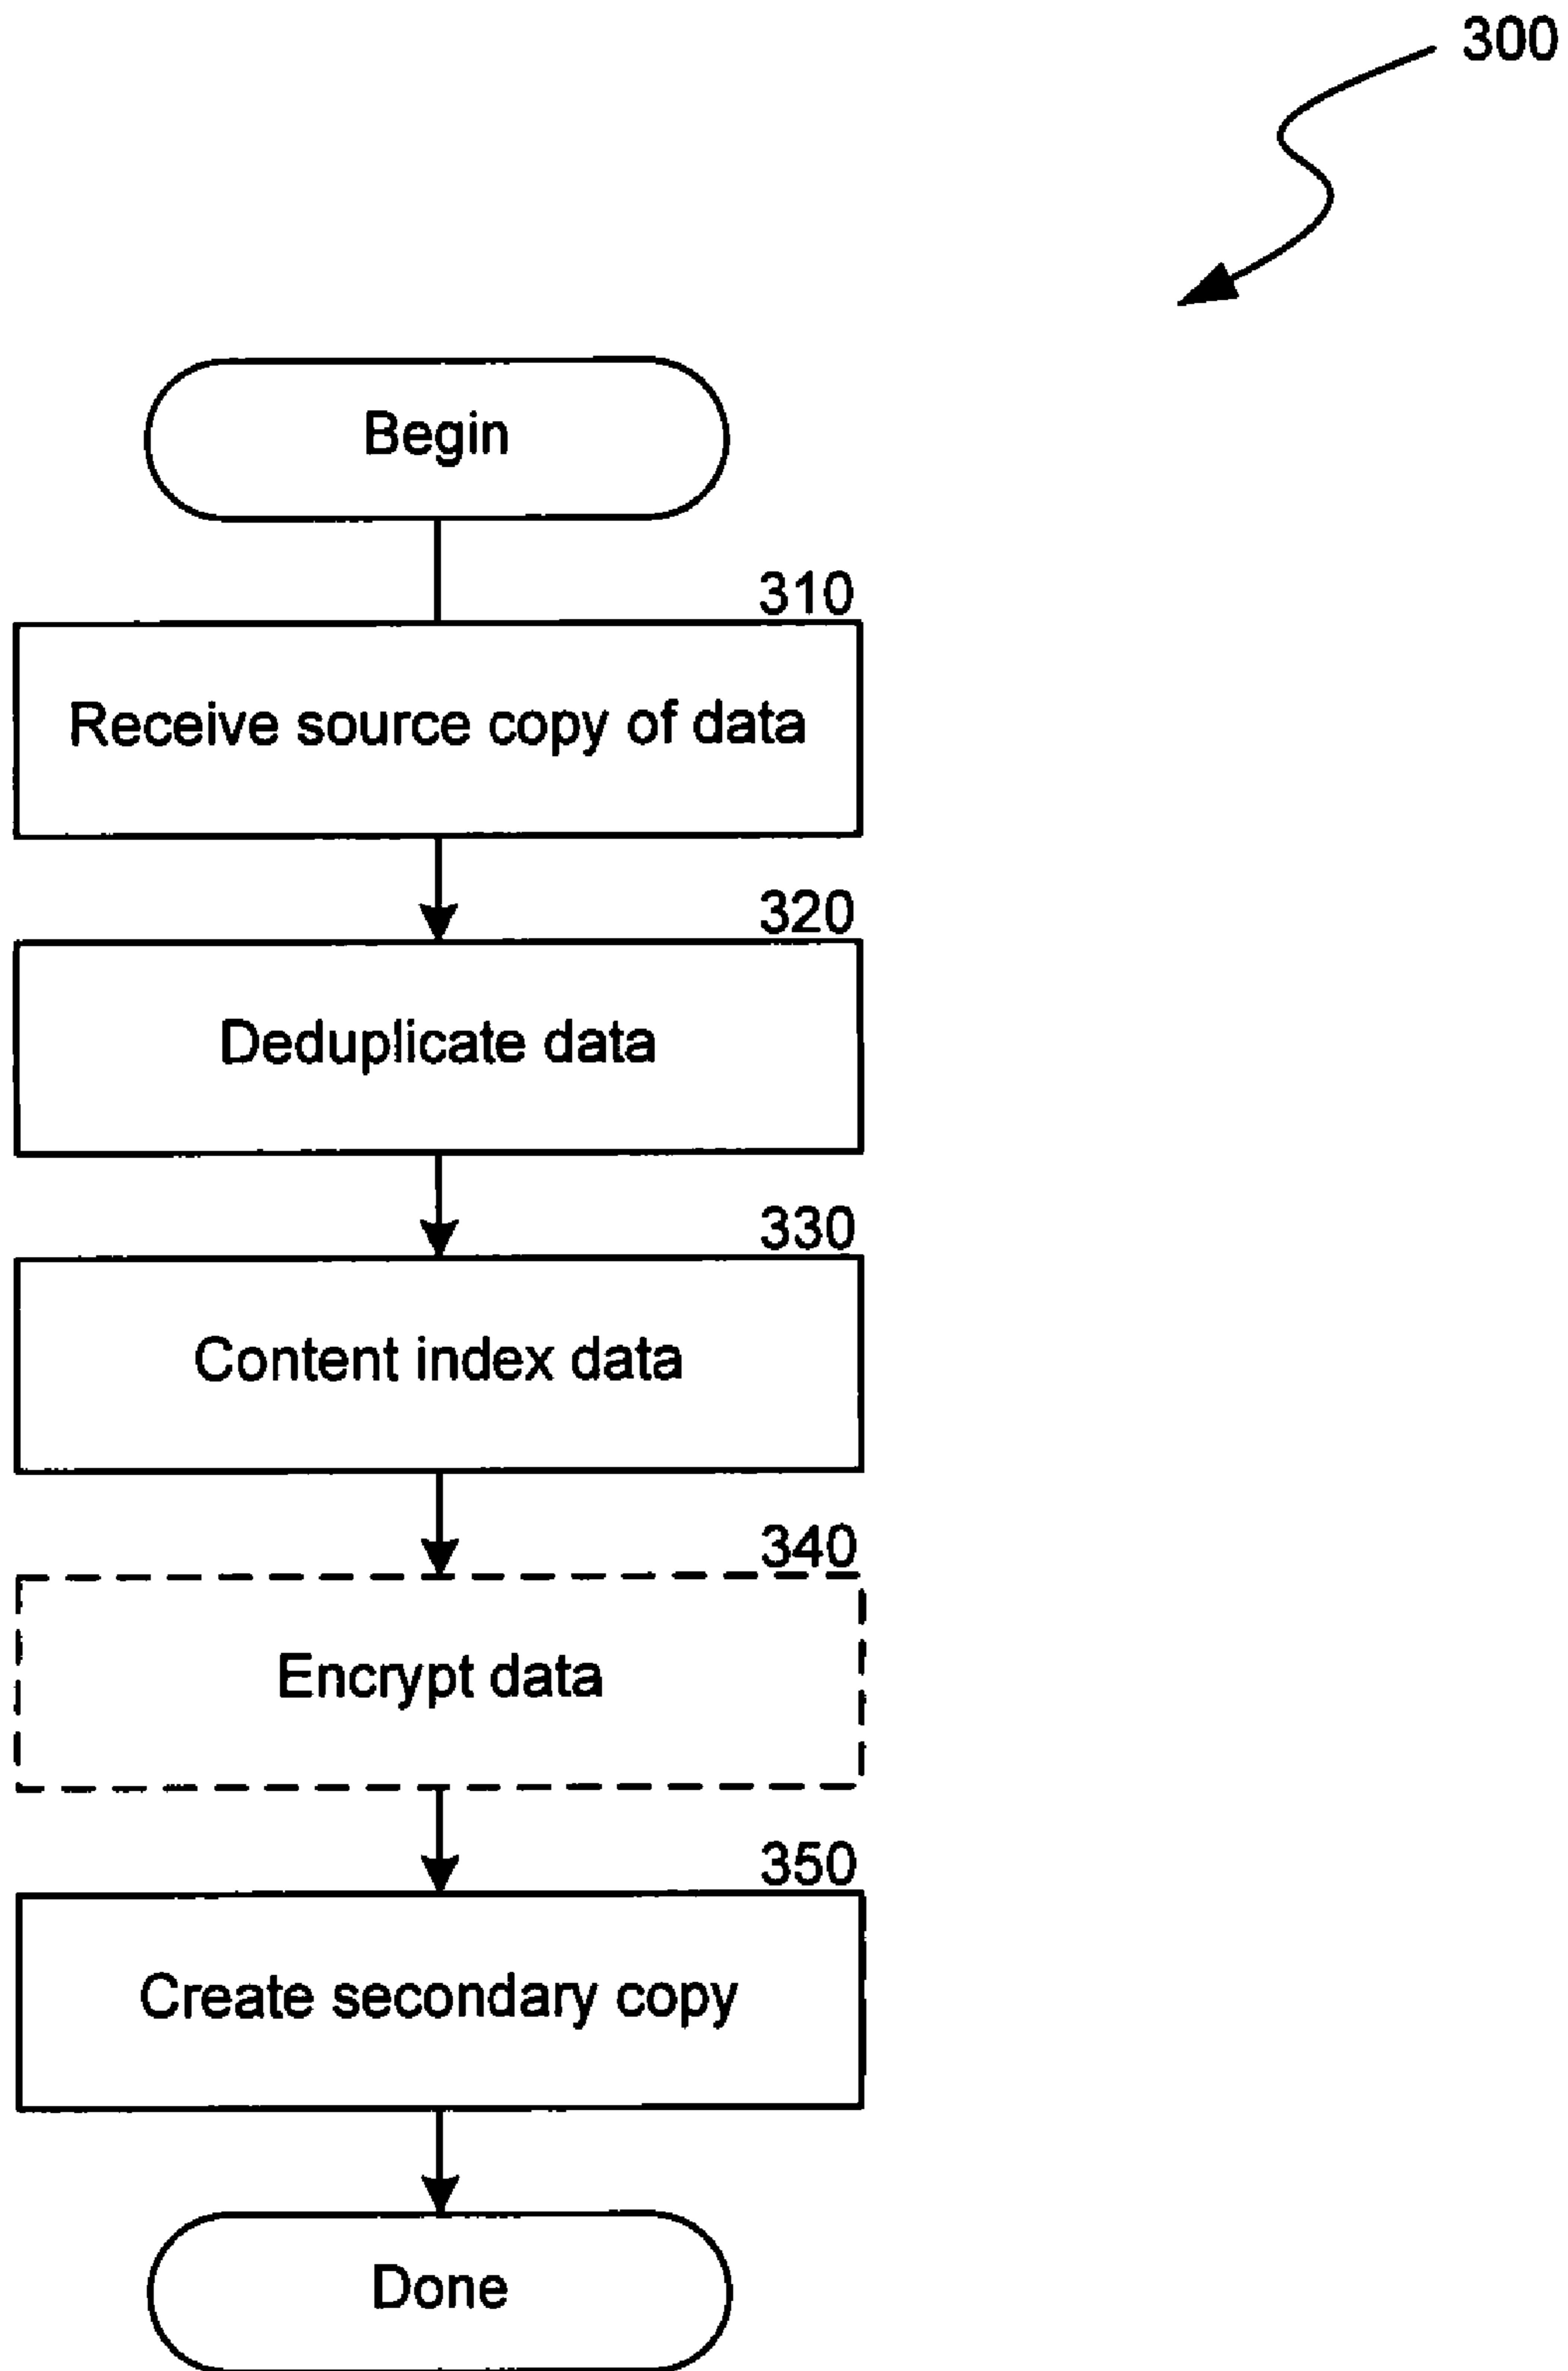 300
Begin
310
Receive source copy of data
320
Deduplicate data
330
Content index data
340
Encrypt data
350
Create secondary copy
Done